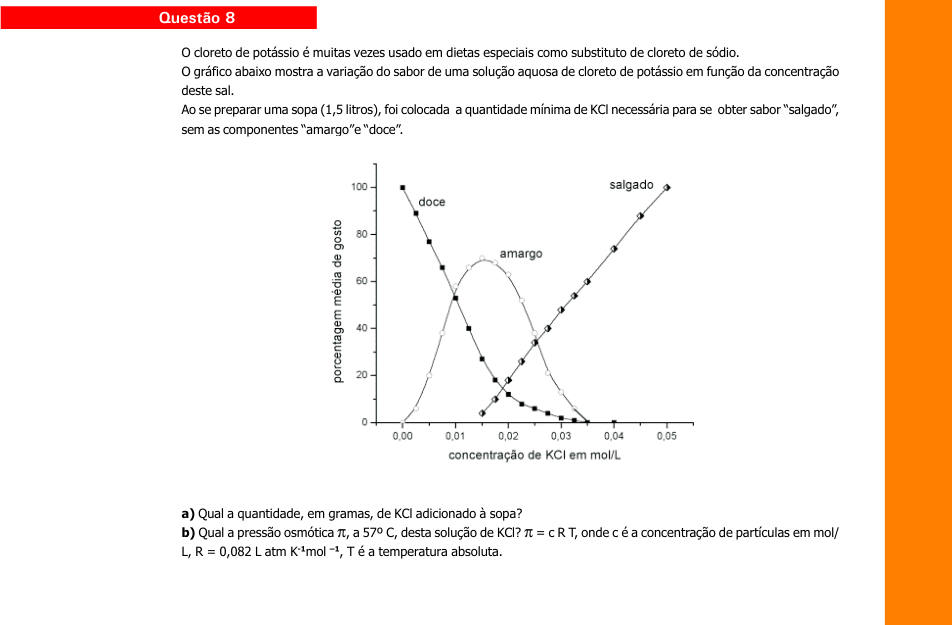 Questão 8
O cloreto de potássio é muitas vezes usado em dietas especiais como substituto de cloreto de sódio.
O gráfico abaixo mostra a variação do sabor de uma solução aquosa de cloreto de potássio em função da concentração
deste sal.
Ao se preparar uma sopa (1,5 litros), foi colocada a quantidade mínima de KCl necessária para se obter sabor “salgado”,
sem as componentes “amargo”e “doce”.
100
80
60
40
20
0
porcentagem média de gosto
doce
amargo
salgado
0,00 0,01 0,02 0,03 0,04 0,05
concentração de KCl em mol/L
a) Qual a quantidade, em gramas, de KCl adicionado à sopa?
b) Qual a pressão osmótica π, a 57º C, desta solução de KCl? π = c R T, onde c é a concentração de partículas em mol/
L, R = 0,082 L atm K⁻¹mol ⁻¹, T é a temperatura absoluta.